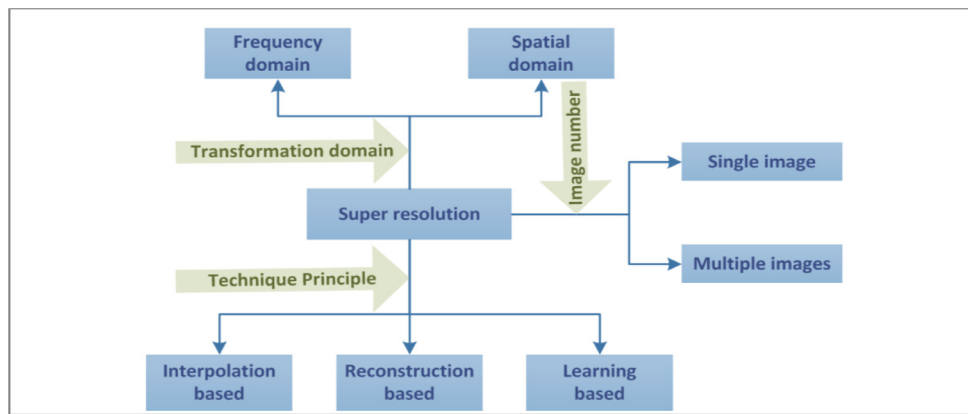 Frequency
domain
Spatial
domain
Transformation domain
Image number
Single image
Super resolution
Multiple images
Technique Principle
Interpolation
based
Reconstruction
based
Learning
based